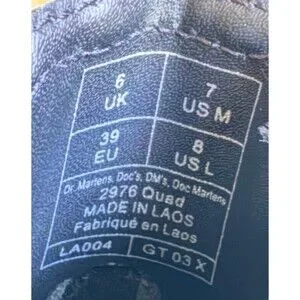 6 7
UK US M
39 8
EU US L
Dr. Martens, Doc's, DM's, Doc Martens
2976 Quad
MADE IN LAOS
Fabriqué en Laos
LA004 GT 03 X